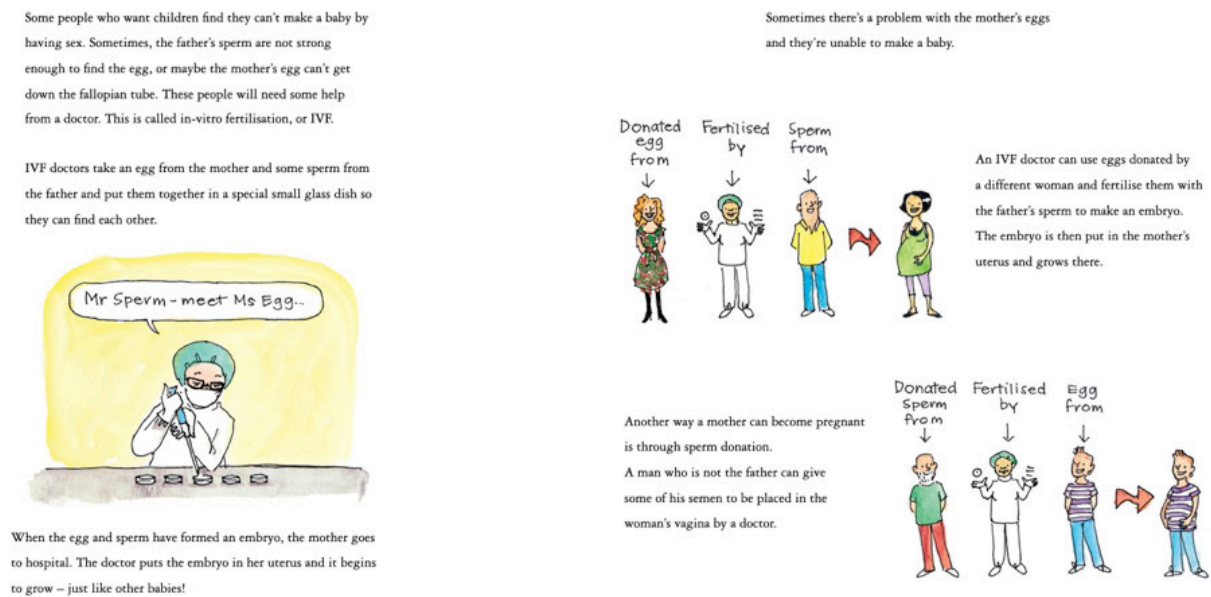 Some people who want children find they can't make a baby by
having sex. Sometimes, the father's sperm are not strong
enough to find the egg, or maybe the mother's egg can't get
down the fallopian tube. These people will need some help
from a doctor. This is called in-vitro fertilisation, or IVF.
IVF doctors take an egg from the mother and some sperm from
the father and put them together in a special small glass dish so
they can find each other.
Mr Sperm – meet Ms Egg...
When the egg and sperm have formed an embryo, the mother goes
to hospital. The doctor puts the embryo in her uterus and it begins
to grow – just like other babies!
Sometimes there's a problem with the mother's eggs
and they're unable to make a baby.
Donated
egg
from
Fertilised
by
Sperm
from
An IVF doctor can use eggs donated by
a different woman and fertilise them with
the father's sperm to make an embryo.
The embryo is then put in the mother's
uterus and grows there.
Another way a mother can become pregnant
is through sperm donation.
A man who is not the father can give
some of his semen to be placed in the
woman's vagina by a doctor.
Donated
Sperm
from
Fertilised
by
Egg
from